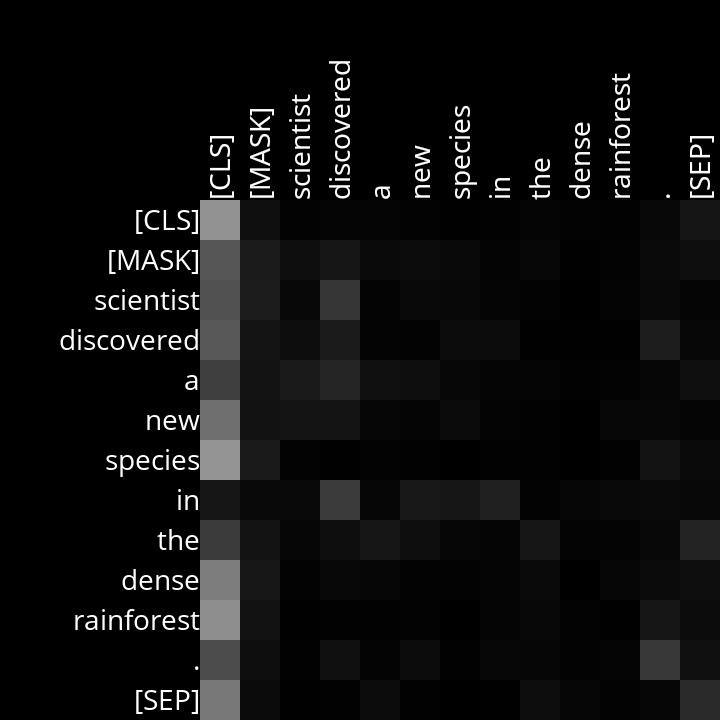 [CLS] [MASK] scientist discovered a new species in the dense rainforest . [SEP]
[CLS]
[MASK]
scientist
discovered
a
new
species
in
the
dense
rainforest
.
[SEP]